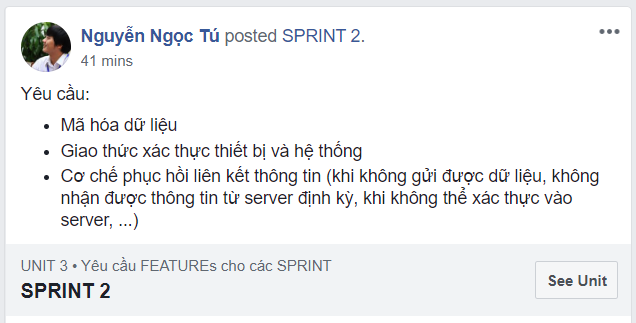 Nguyễn Ngọc Tú posted SPRINT 2.
41 mins
Yêu cầu:
• Mã hóa dữ liệu
• Giao thức xác thực thiết bị và hệ thống
• Cơ chế phục hồi liên kết thông tin (khi không gửi được dữ liệu, không
nhận được thông tin từ server định kỳ, khi không thể xác thực vào
server, ...)
UNIT 3 • Yêu cầu FEATUREs cho các SPRINT
SPRINT 2
See Unit